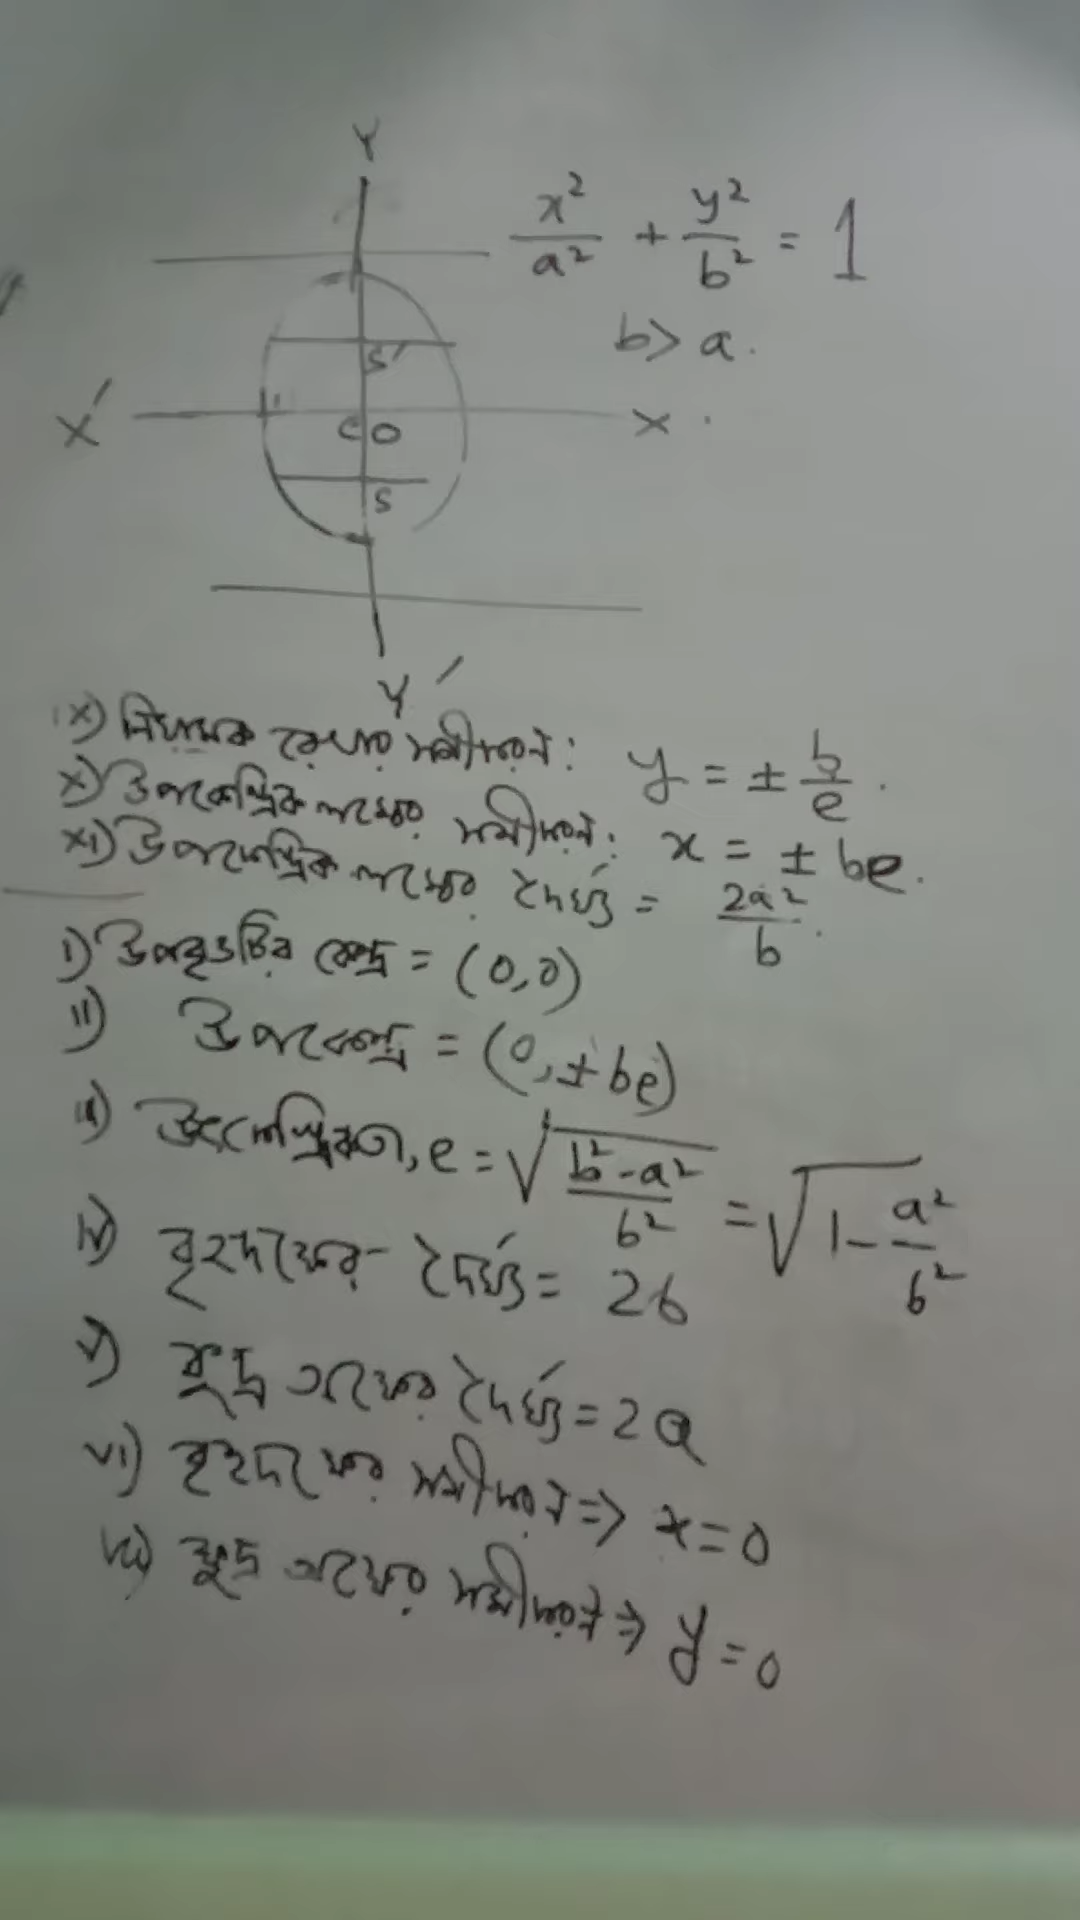 Y
x²/a² + y²/b² = 1
b > a.
S'
X' X
C O
S
Y'
ix) নিয়ামক রেখার সমীকরণ: y = ± b/e.
x) উপকেন্দ্রিক লম্বের সমীকরণ: x = ± be.
xi) উপকেন্দ্রিক লম্বের দৈর্ঘ্য = 2a²/b.
i) উপবৃত্তটির কেন্দ্র = (0,0)
ii) উপকেন্দ্র = (0, ± be)
iii) উৎকেন্দ্রিকতা, e = √((b²-a²)/b²) = √(1 - a²/b²)
iv) বৃহদক্ষের দৈর্ঘ্য = 2b
v) ক্ষুদ্র অক্ষের দৈর্ঘ্য = 2a
vi) বৃহদাক্ষের সমীকরণ ⇒ x = 0
vii) ক্ষুদ্র অক্ষের সমীকরণ ⇒ y = 0